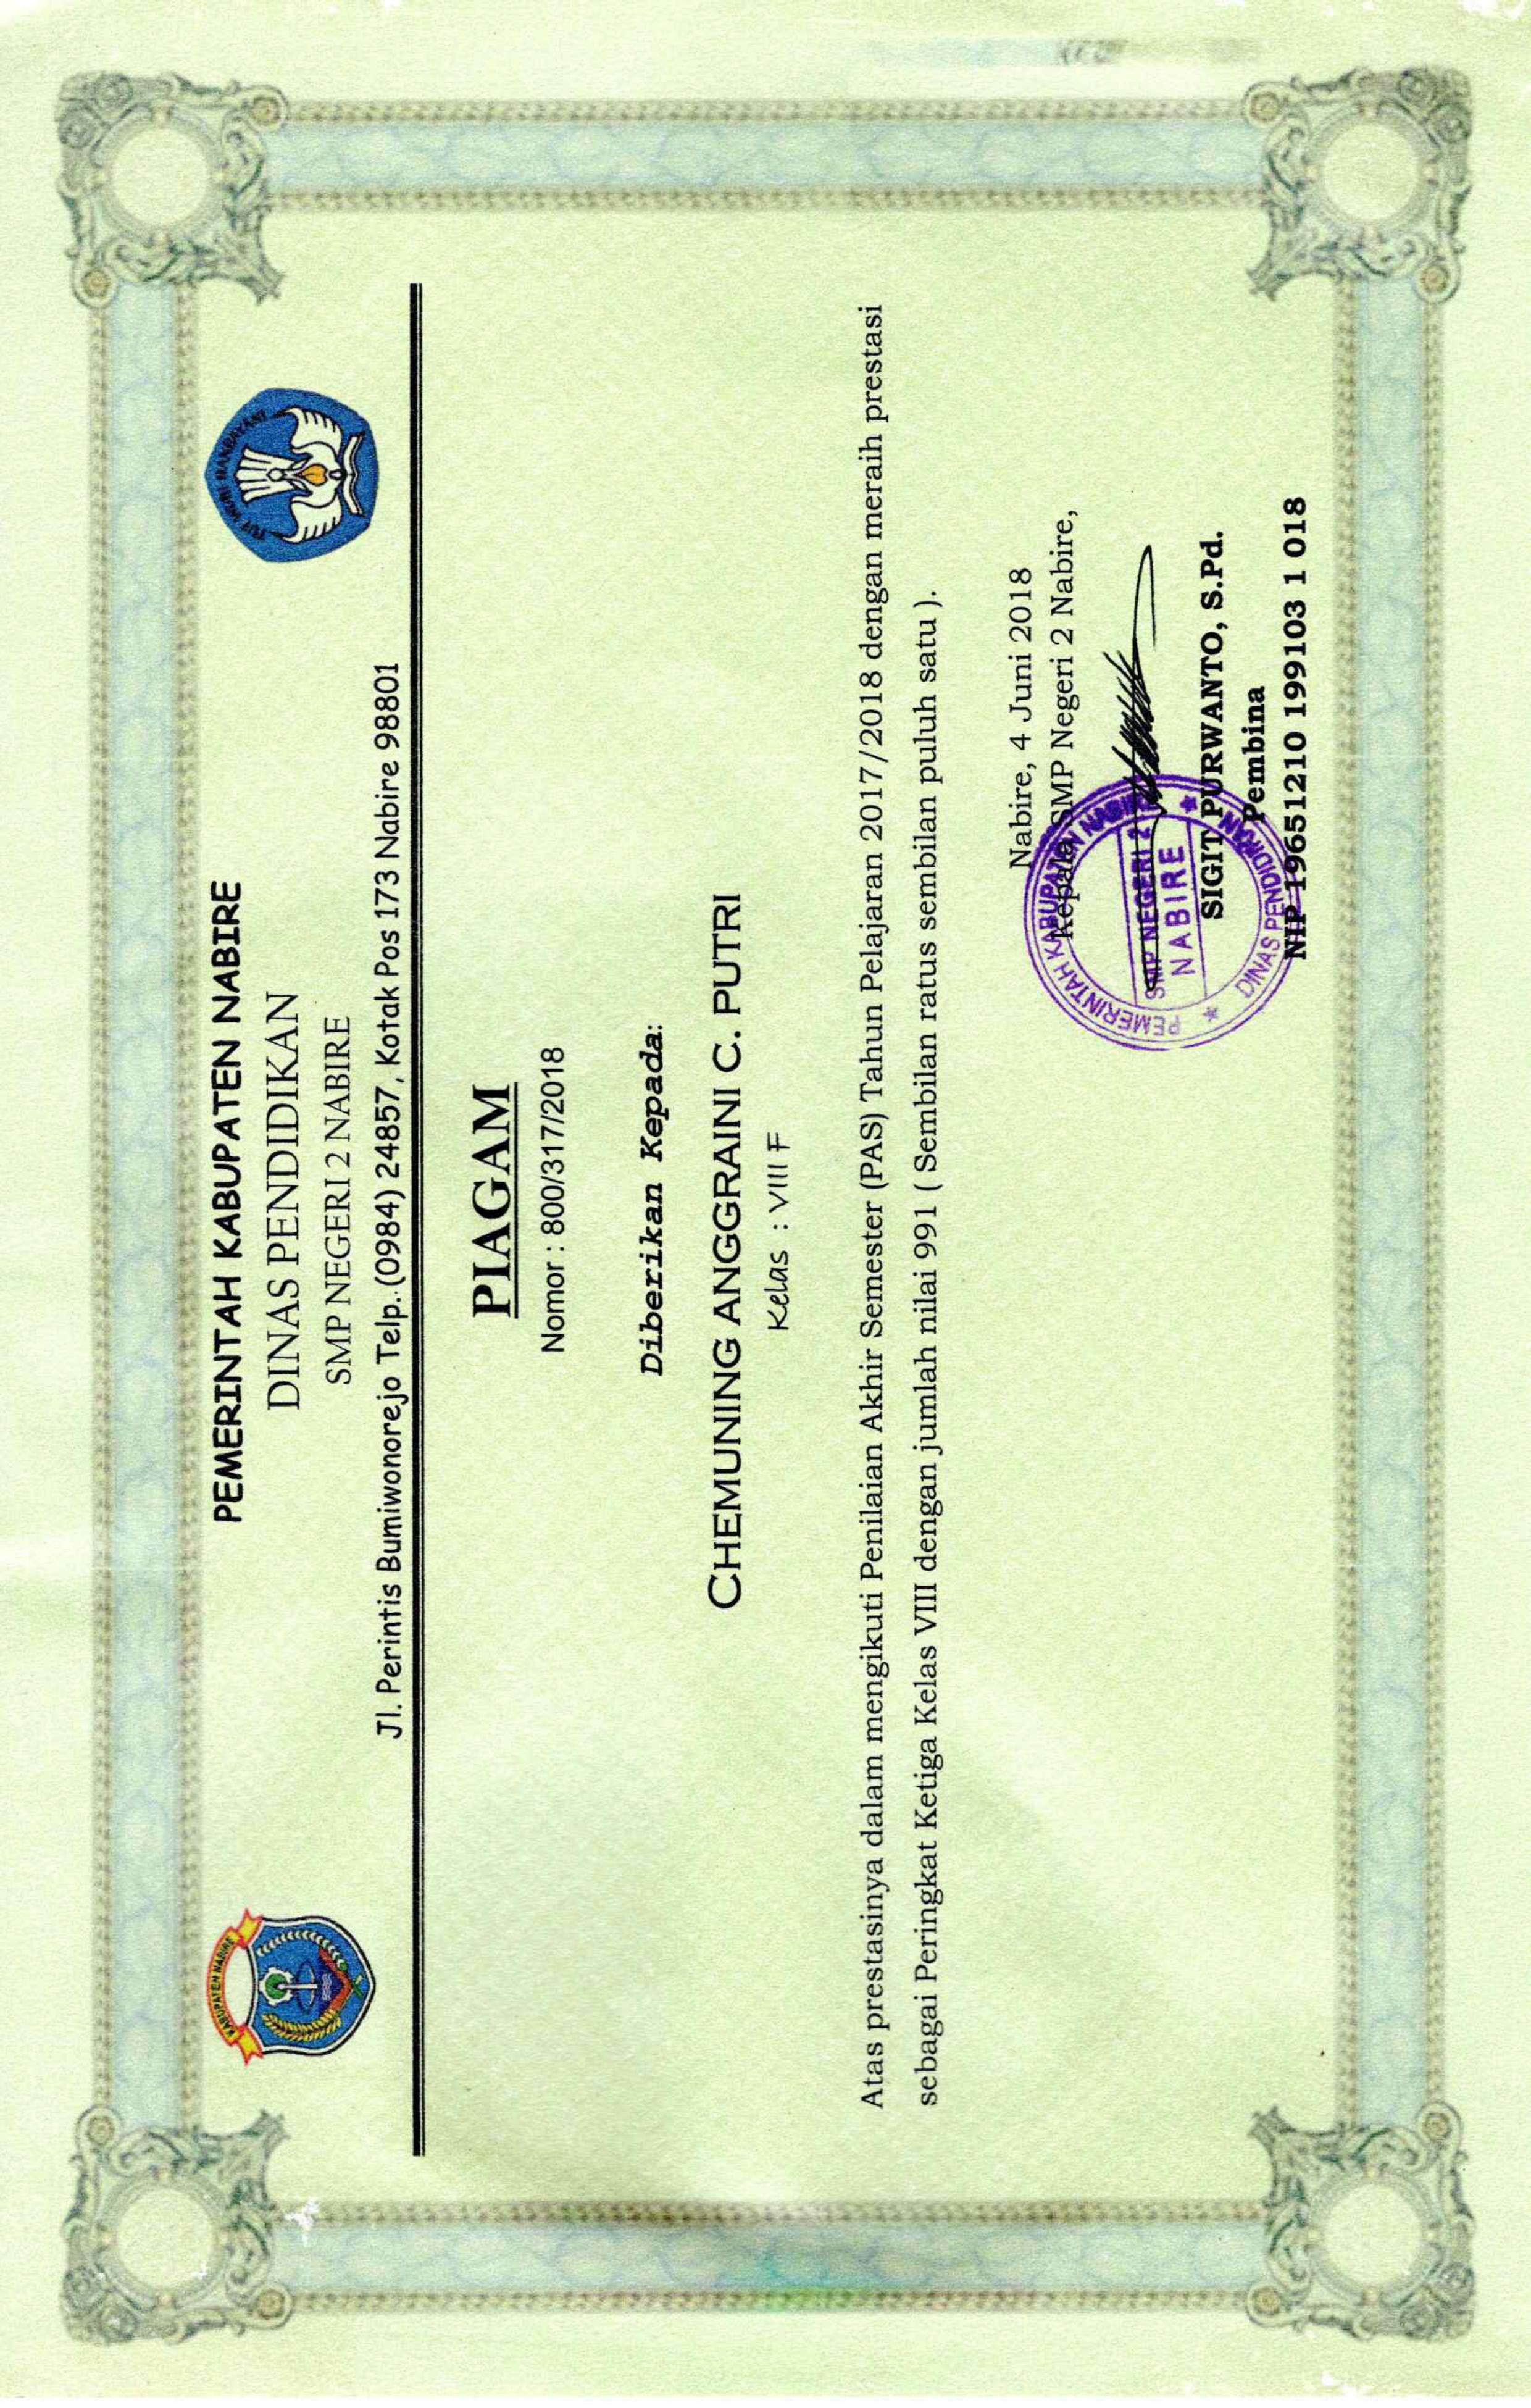 KABUPATEN NABIRE
TUT WURI HANDAYANI
PEMERINTAH KABUPATEN NABIRE
DINAS PENDIDIKAN
SMP NEGERI 2 NABIRE
Jl. Perintis Bumiwonorejo Telp. (0984) 24857, Kotak Pos 173 Nabire 98801
PIAGAM
Nomor : 800/317/2018
Diberikan Kepada:
CHEMUNING ANGGRAINI C. PUTRI
Kelas : VIII F
Atas prestasinya dalam mengikuti Penilaian Akhir Semester (PAS) Tahun Pelajaran 2017/2018 dengan meraih prestasi
sebagai Peringkat Ketiga Kelas VIII dengan jumlah nilai 991 ( Sembilan ratus sembilan puluh satu ).
Nabire, 4 Juni 2018
Kepala SMP Negeri 2 Nabire,
PEMERINTAH KABUPATEN NABIRE
SMP NEGERI 2
NABIRE
DINAS PENDIDIKAN
SIGIT PURWANTO, S.Pd.
Pembina
NIP 19651210 199103 1 018